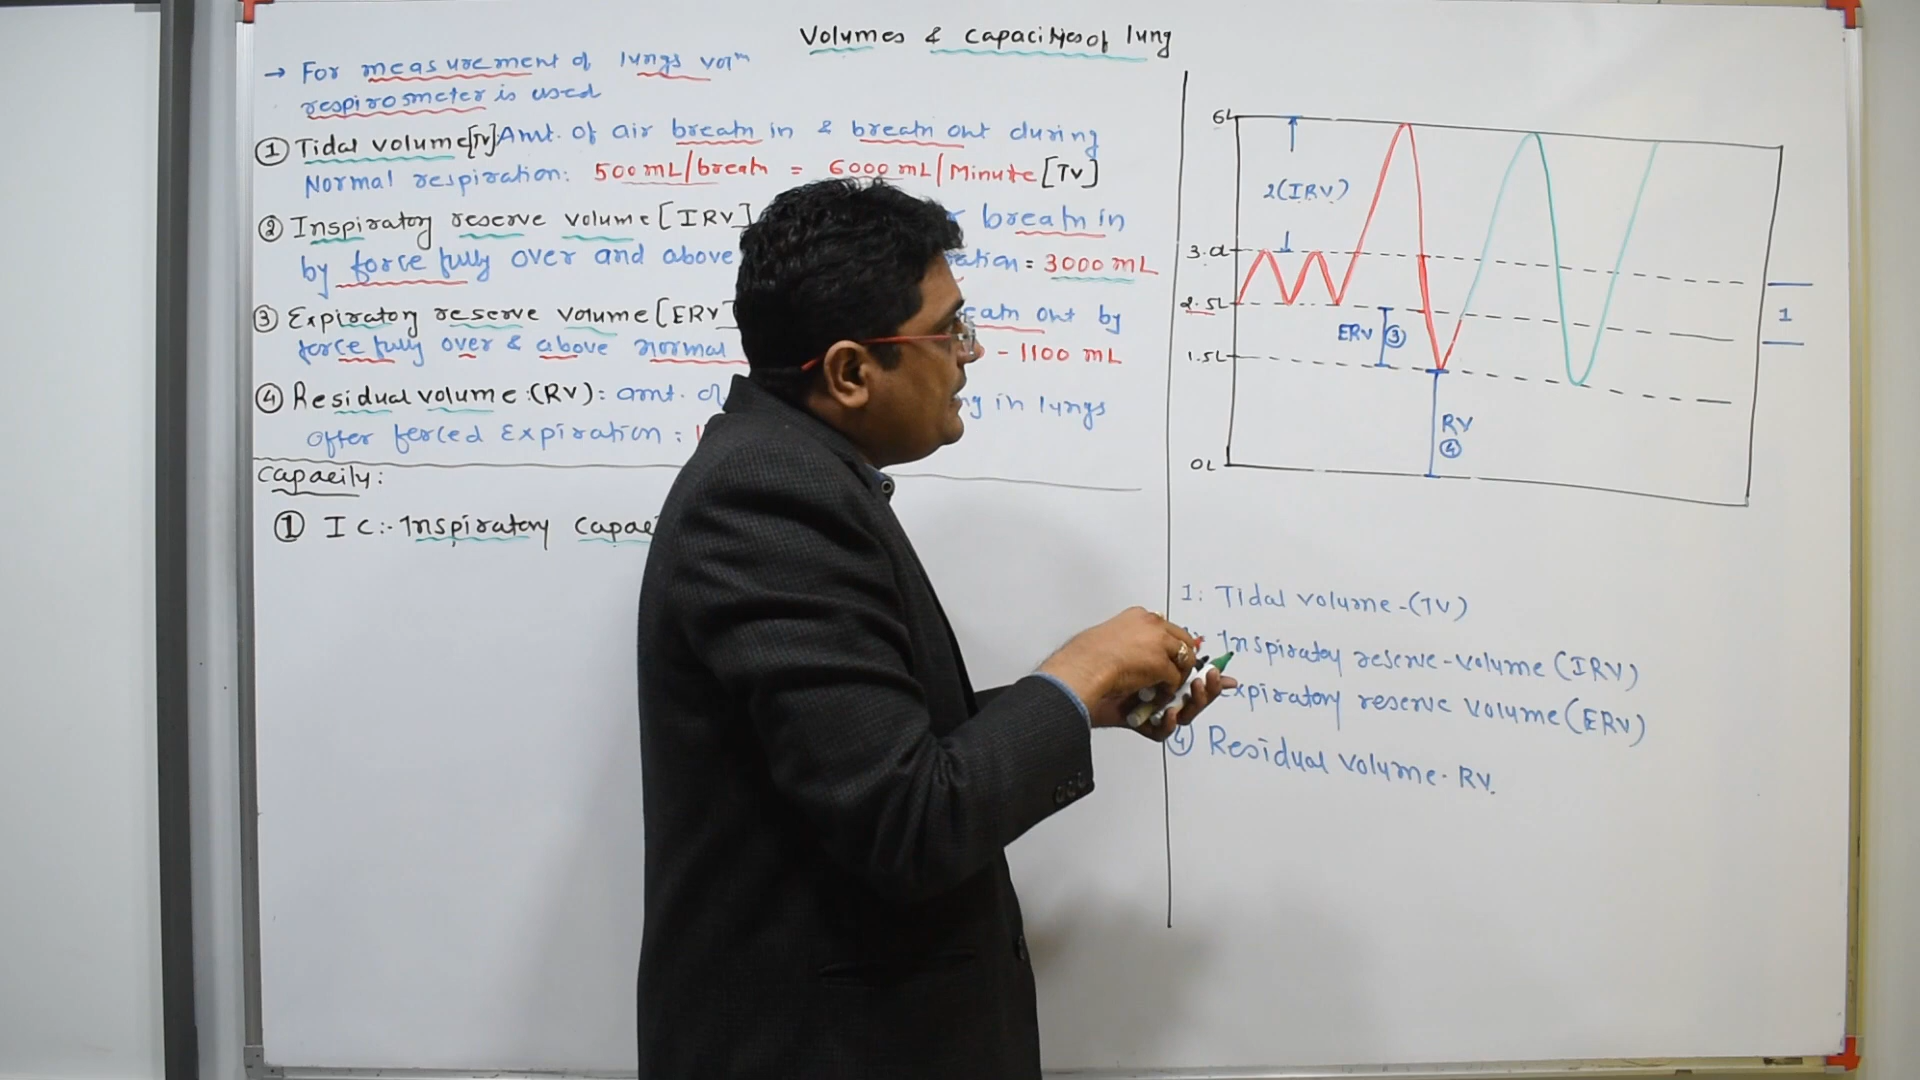 Volumes & capacities of lung
→ For measurement of lungs volᵐ
respirosmeter is used
① Tidal volume[TV] Amt. of air breath in & breath out during
Normal respiration: 500 mL/breath = 6000 mL/Minute [TV]
② Inspiratory reserve volume [IRV] breath in
by force fully over and above = 3000 mL
③ Expiratory reserve volume [ERV] out by
force fully over & above normal - 1100 mL
④ Residual volume :(RV): amt. of in lungs
after forced Expiration :
Capacity:
① I C:- Inspiratory
6L
2(IRV)
3.0L
2.5L
ERV ③
1
1.5L
RV
④
0L
1: Tidal volume -(TV)
Inspiratory reserve-volume (IRV)
Expiratory reserve volume (ERV)
④ Residual volume - RV.